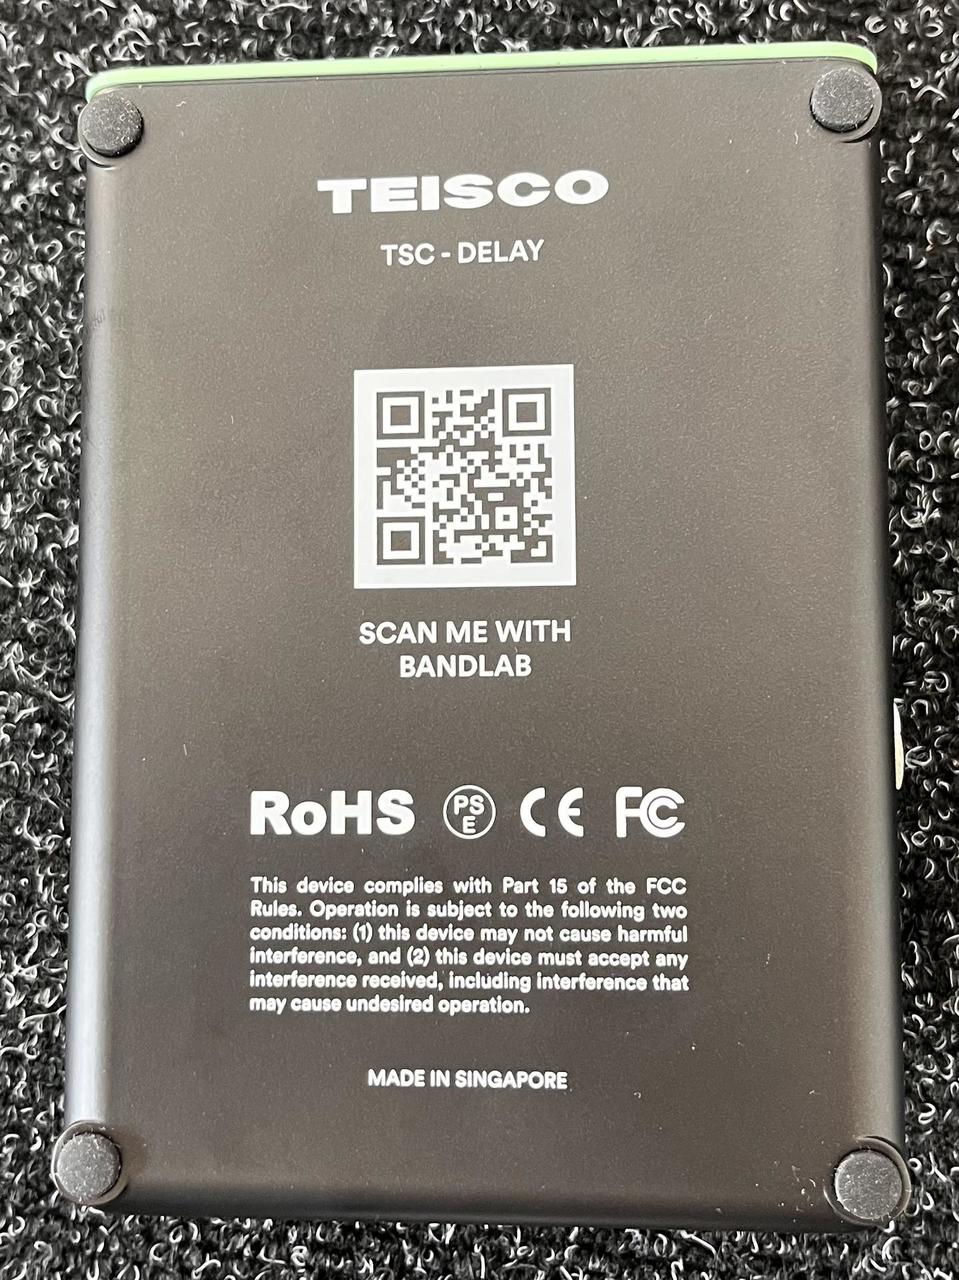 TEISCO
TSC - DELAY
SCAN ME WITH
BANDLAB
RoHS PS E CE FC
This device complies with Part 15 of the FCC
Rules. Operation is subject to the following two
conditions: (1) this device may not cause harmful
interference, and (2) this device must accept any
interference received, including interference that
may cause undesired operation.
MADE IN SINGAPORE